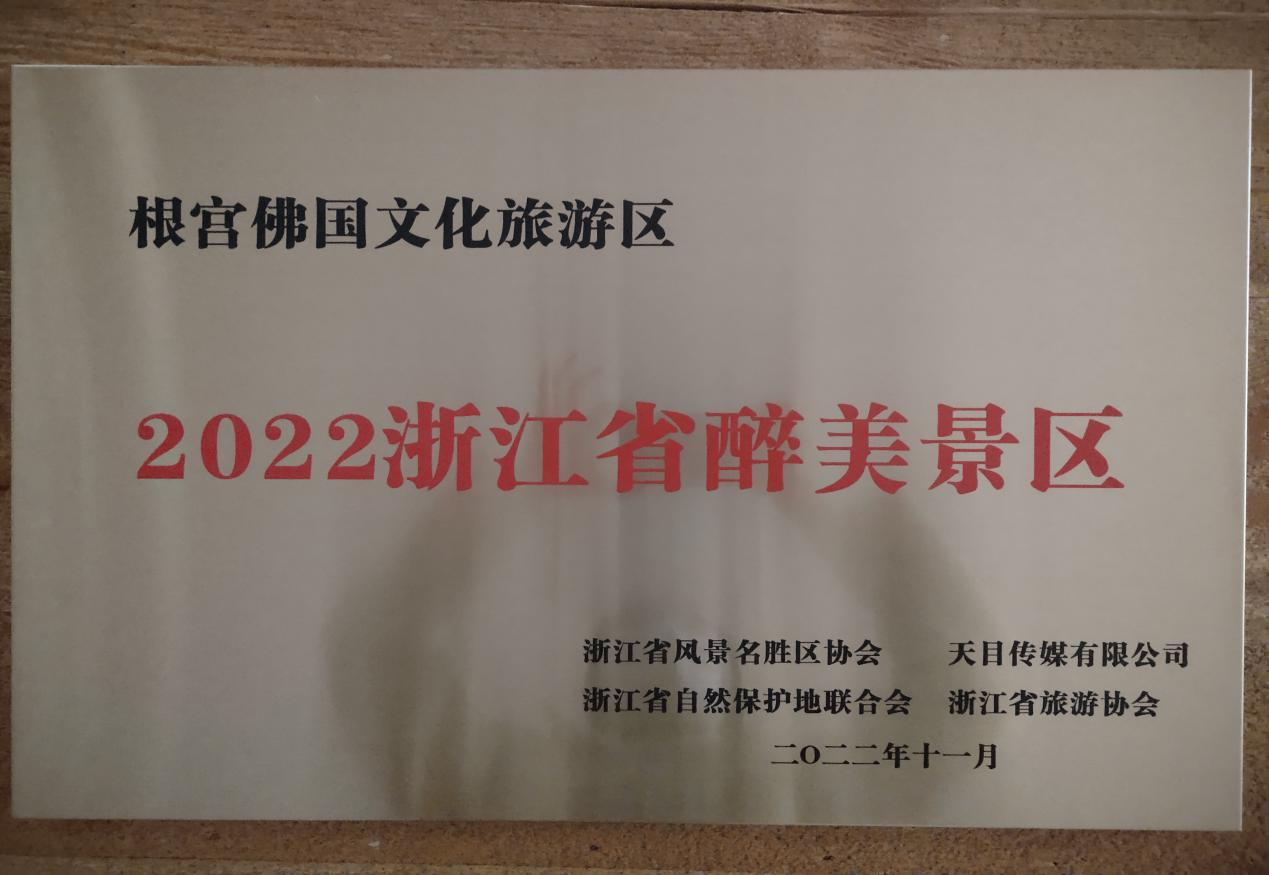 根宫佛国文化旅游区
2022浙江省醉美景区
浙江省风景名胜区协会 天目传媒有限公司
浙江省自然保护地联合会 浙江省旅游协会
二〇二二年十一月